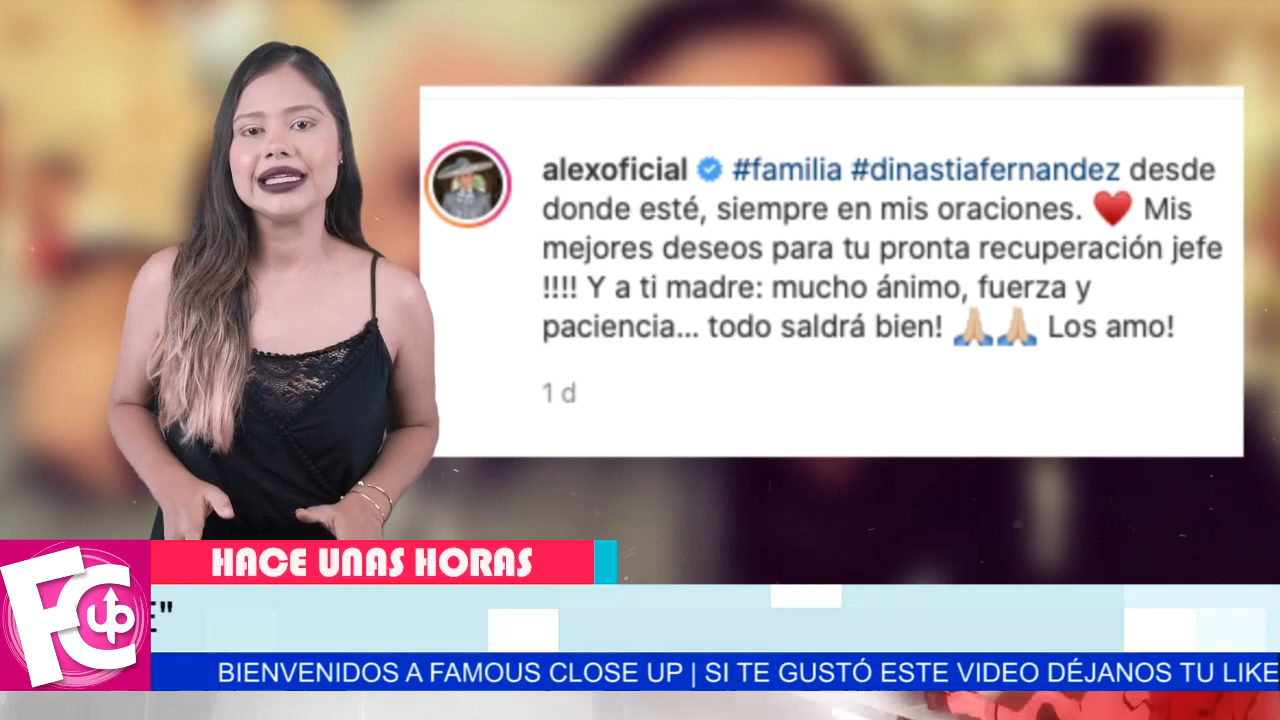 alexoficial #familia #dinastiafernandez desde
donde esté, siempre en mis oraciones. ❤️ Mis
mejores deseos para tu pronta recuperación jefe
!!!! Y a ti madre: mucho ánimo, fuerza y
paciencia... todo saldrá bien! 🙏🏼🙏🏼 Los amo!
1 d
HACE UNAS HORAS
FC up
E"
BIENVENIDOS A FAMOUS CLOSE UP | SI TE GUSTÓ ESTE VIDEO DÉJANOS TU LIKE